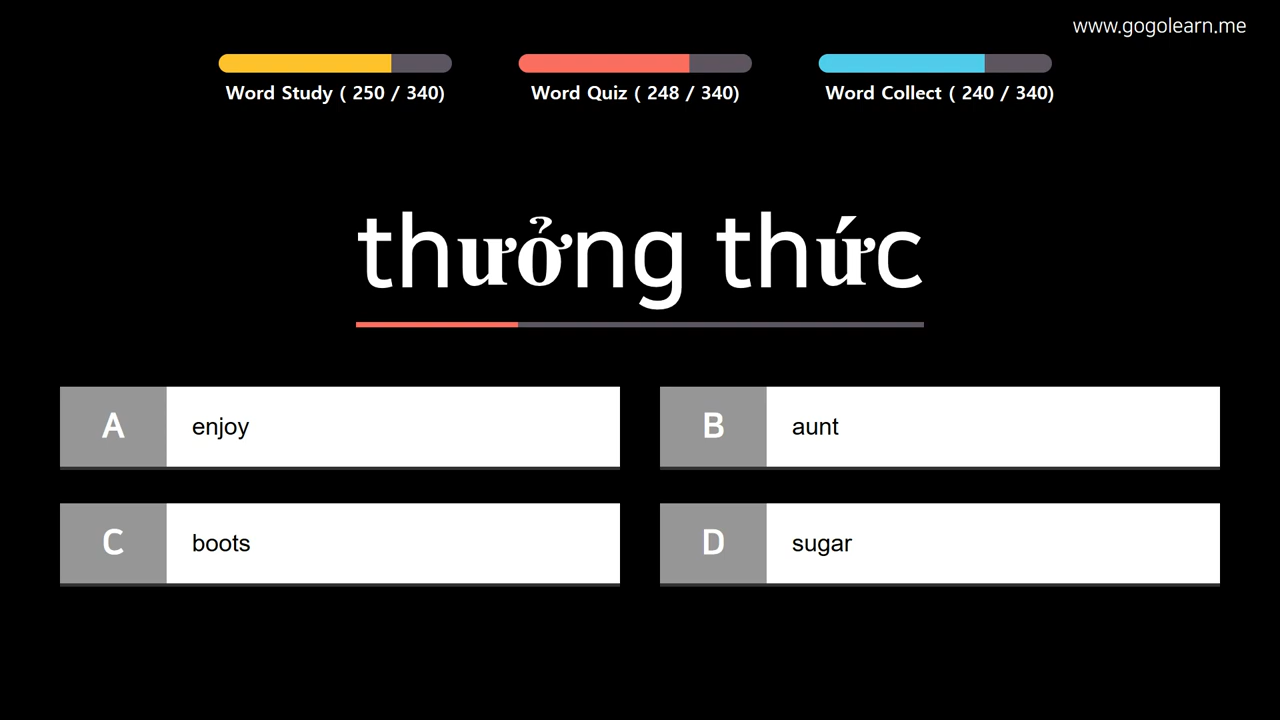 www.gogolearn.me
Word Study ( 250 / 340)
Word Quiz ( 248 / 340)
Word Collect ( 240 / 340)
thưởng thức
A enjoy
B aunt
C boots
D sugar